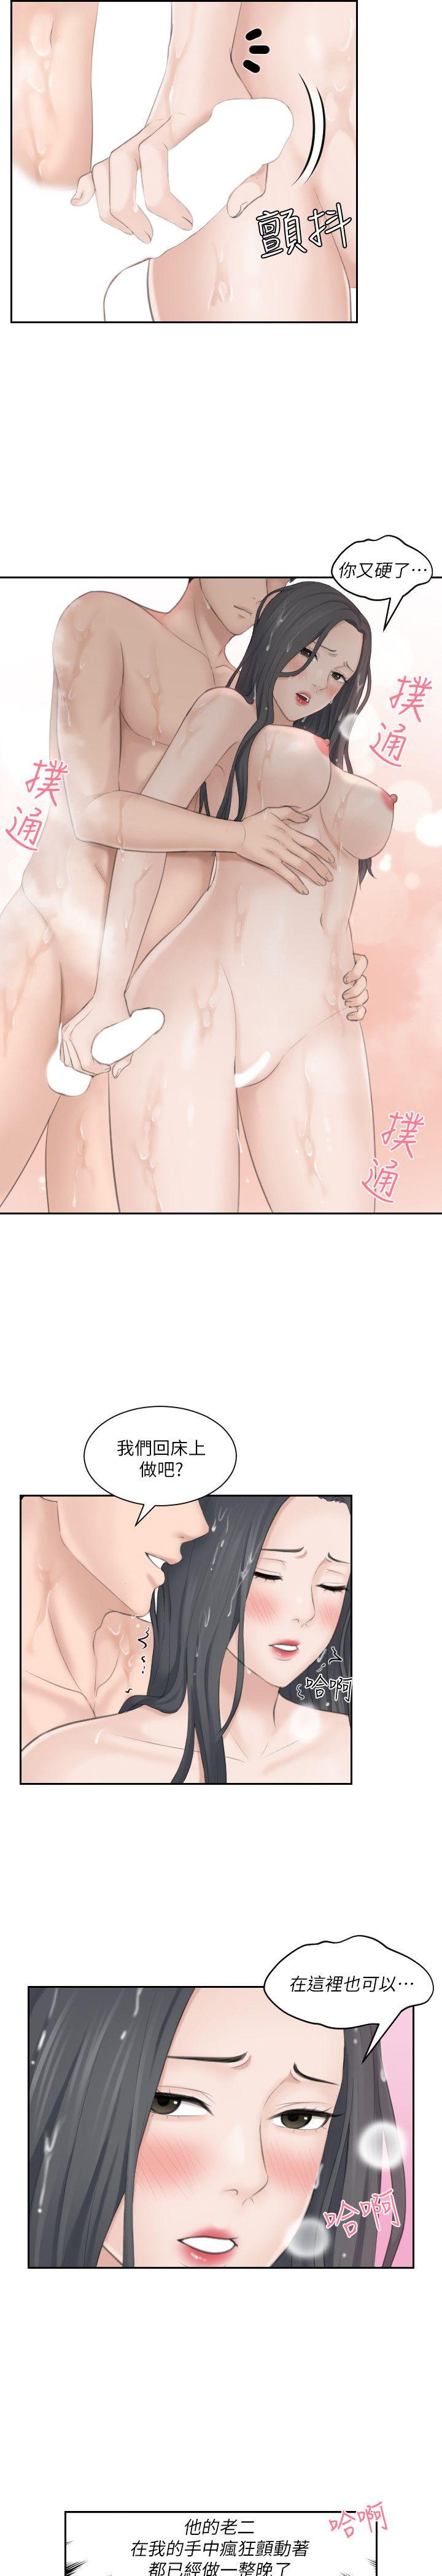 顫抖
你又硬了…
撲通
撲通
撲通
我們回床上
做吧?
哈啊
在這裡也可以…
哈啊
哈啊
他的老二
在我的手中瘋狂顫動著
都已經做一整晚了